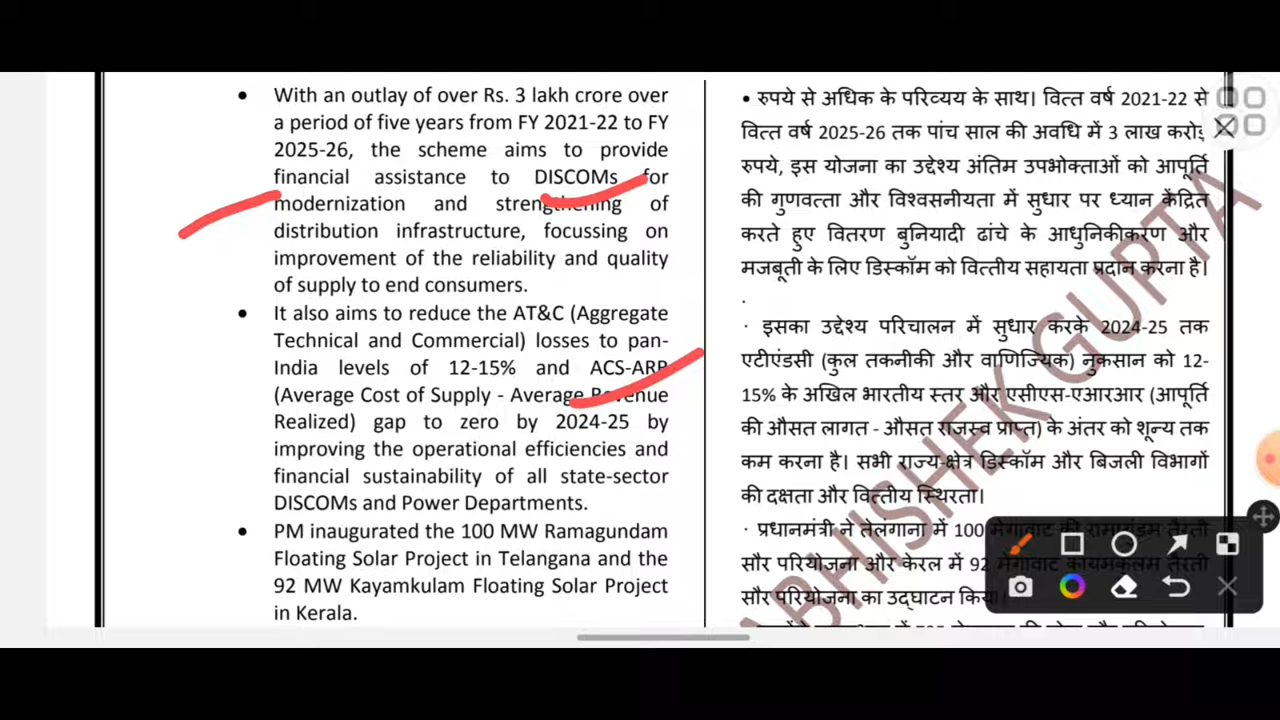 • With an outlay of over Rs. 3 lakh crore over
a period of five years from FY 2021-22 to FY
2025-26, the scheme aims to provide
financial assistance to DISCOMs for
modernization and strengthening of
distribution infrastructure, focussing on
improvement of the reliability and quality
of supply to end consumers.
• It also aims to reduce the AT&C (Aggregate
Technical and Commercial) losses to pan-
India levels of 12-15% and ACS-ARR
(Average Cost of Supply - Average Revenue
Realized) gap to zero by 2024-25 by
improving the operational efficiencies and
financial sustainability of all state-sector
DISCOMs and Power Departments.
• PM inaugurated the 100 MW Ramagundam
Floating Solar Project in Telangana and the
92 MW Kayamkulam Floating Solar Project
in Kerala.
• रुपये से अधिक के परिव्यय के साथ। वित्त वर्ष 2021-22 से
वित्त वर्ष 2025-26 तक पांच साल की अवधि में 3 लाख करोड़
रुपये, इस योजना का उद्देश्य अंतिम उपभोक्ताओं को आपूर्ति
की गुणवत्ता और विश्वसनीयता में सुधार पर ध्यान केंद्रित
करते हुए वितरण बुनियादी ढांचे के आधुनिकीकरण और
मजबूती के लिए डिस्कॉम को वित्तीय सहायता प्रदान करना है।
.
· इसका उद्देश्य परिचालन में सुधार करके 2024-25 तक
एटीएंडसी (कुल तकनीकी और वाणिज्यिक) नुकसान को 12-
15% के अखिल भारतीय स्तर और एसीएस-एआरआर (आपूर्ति
की औसत लागत - औसत राजस्व प्राप्त) के अंतर को शून्य तक
कम करना है। सभी राज्य-क्षेत्र डिस्कॉम और बिजली विभागों
की दक्षता और वित्तीय स्थिरता।
· प्रधानमंत्री ने तेलंगाना में 100 मेगावाट की रामागुंडम तैरती
सौर परियोजना और केरल में 92 मेगावाट कायमकुलम तैरती
सौर परियोजना का उद्घाटन किया।
ABHISHEK GUPTA